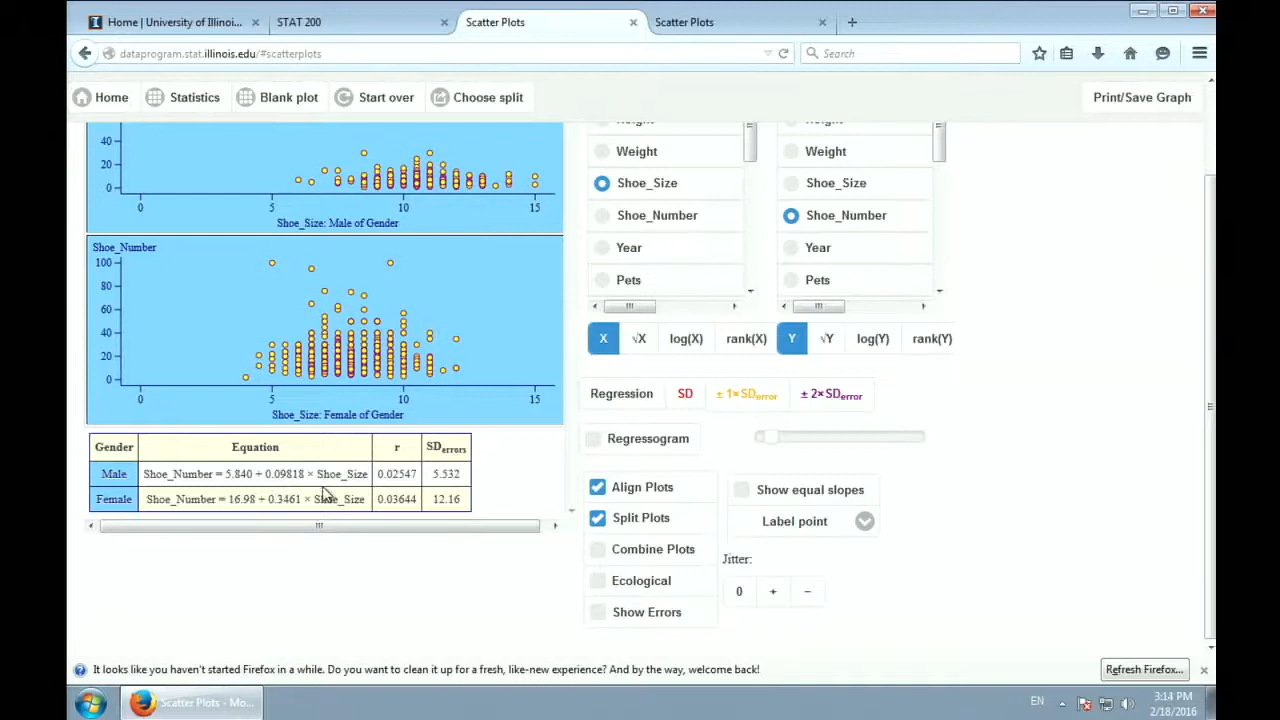 Home | University of Illinoi...
STAT 200
Scatter Plots
Scatter Plots
dataprogram.stat.illinois.edu/#scatterplots
Search
Home
Statistics
Blank plot
Start over
Choose split
Print/Save Graph
40
20
0
0 5 10 15
Shoe_Size: Male of Gender
Shoe_Number
100
80
60
40
20
0
0 5 10 15
Shoe_Size: Female of Gender
Gender Equation r SDerrors
Male Shoe_Number = 5.840 + 0.09818 × Shoe_Size 0.02547 5.532
Female Shoe_Number = 16.98 + 0.3461 × Shoe_Size 0.03644 12.16
Weight
Shoe_Size
Shoe_Number
Year
Pets
Weight
Shoe_Size
Shoe_Number
Year
Pets
X √X log(X) rank(X)
Y √Y log(Y) rank(Y)
Regression SD ± 1× SDerror ± 2× SDerror
Regressogram
Align Plots
Split Plots
Combine Plots
Ecological
Show Errors
Show equal slopes
Label point
Jitter:
0 + −
It looks like you haven't started Firefox in a while. Do you want to clean it up for a fresh, like-new experience? And by the way, welcome back!
Refresh Firefox...
Scatter Plots - Mo...
EN
3:14 PM
2/18/2016